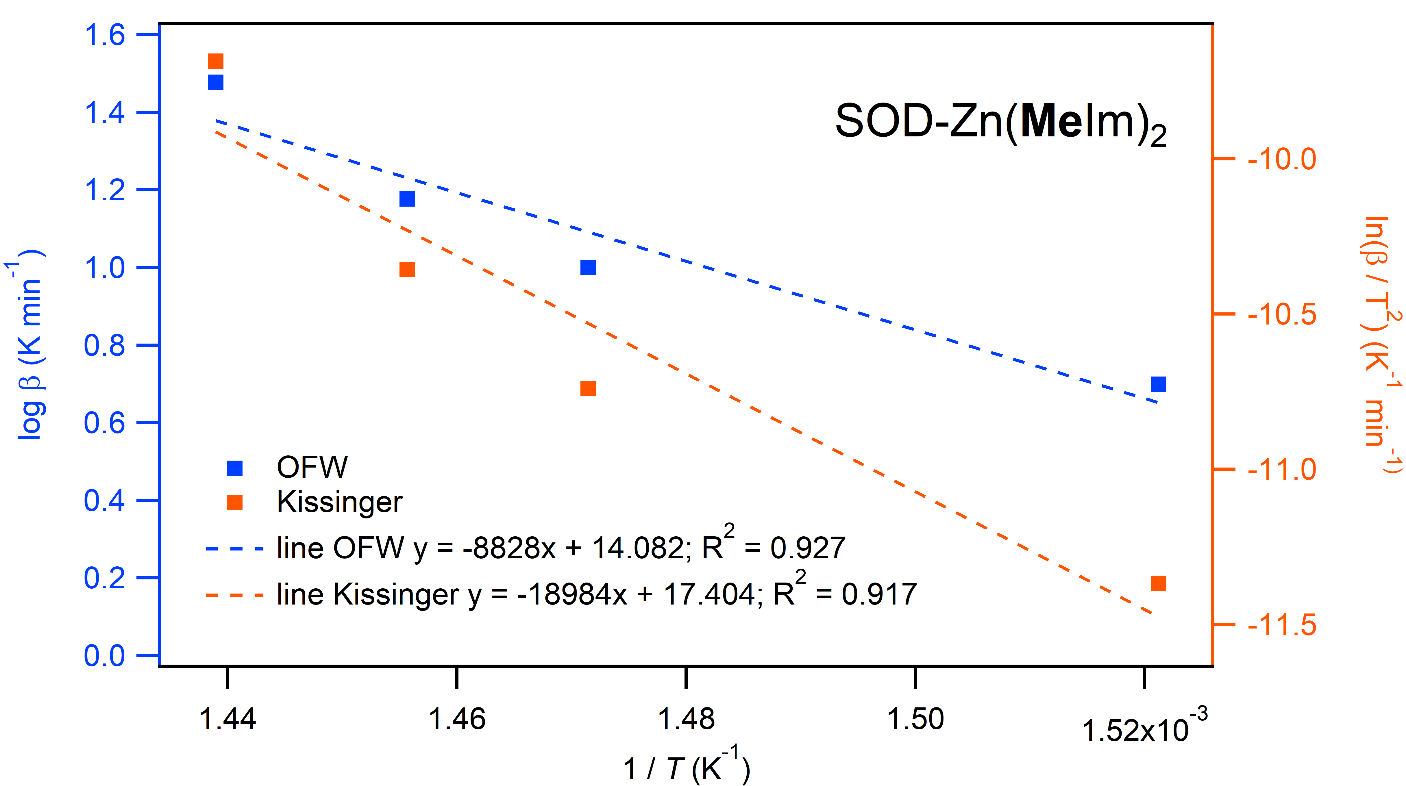 SOD-Zn(MeIm)₂
log β (K min⁻¹)
1.6
1.4
1.2
1.0
0.8
0.6
0.4
0.2
0.0
-10.0
-10.5
-11.0
-11.5
ln(β / T²) (K⁻¹ min⁻¹)
OFW
Kissinger
line OFW y = -8828x + 14.082; R² = 0.927
line Kissinger y = -18984x + 17.404; R² = 0.917
1.44 1.46 1.48 1.50 1.52x10⁻³
1 / T (K⁻¹)